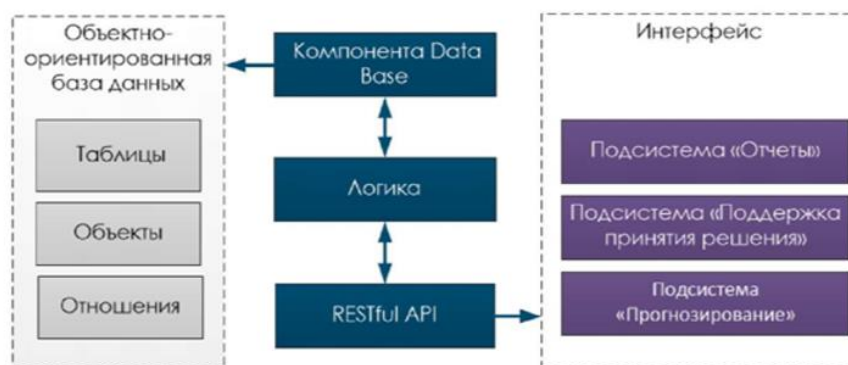 Объектно-
ориентированная
база данных
Таблицы
Объекты
Отношения
Компонента Data
Base
Логика
RESTful API
Интерфейс
Подсистема «Отчеты»
Подсистема «Поддержка
принятия решения»
Подсистема
«Прогнозирование»